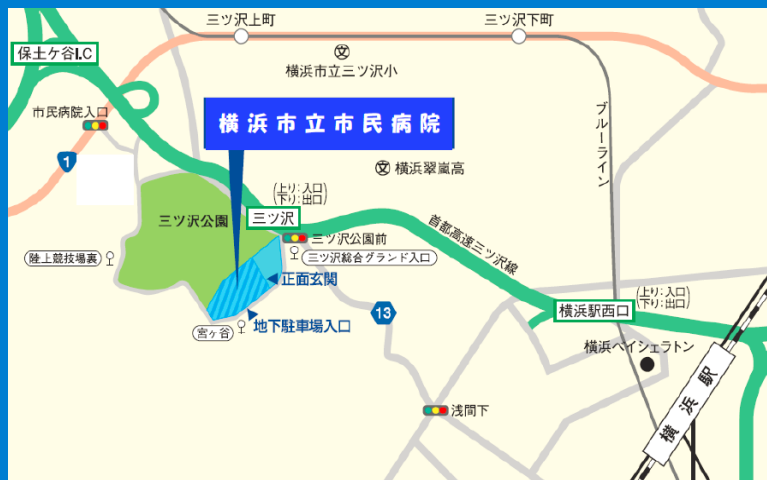 三ツ沢上町
三ツ沢下町
保土ケ谷I.C
横浜市立三ツ沢小
市民病院入口
横浜市立市民病院
ブルーライン
1
横浜翠嵐高
(上り:入口
下り:出口)
三ツ沢公園
三ツ沢
首都高速三ツ沢線
三ツ沢公園前
陸上競技場裏
三ツ沢総合グランド入口
正面玄関
(上り:入口
下り:出口)
13
横浜駅西口
宮ヶ谷
地下駐車場入口
横浜ベイシェラトン
横浜駅
浅間下